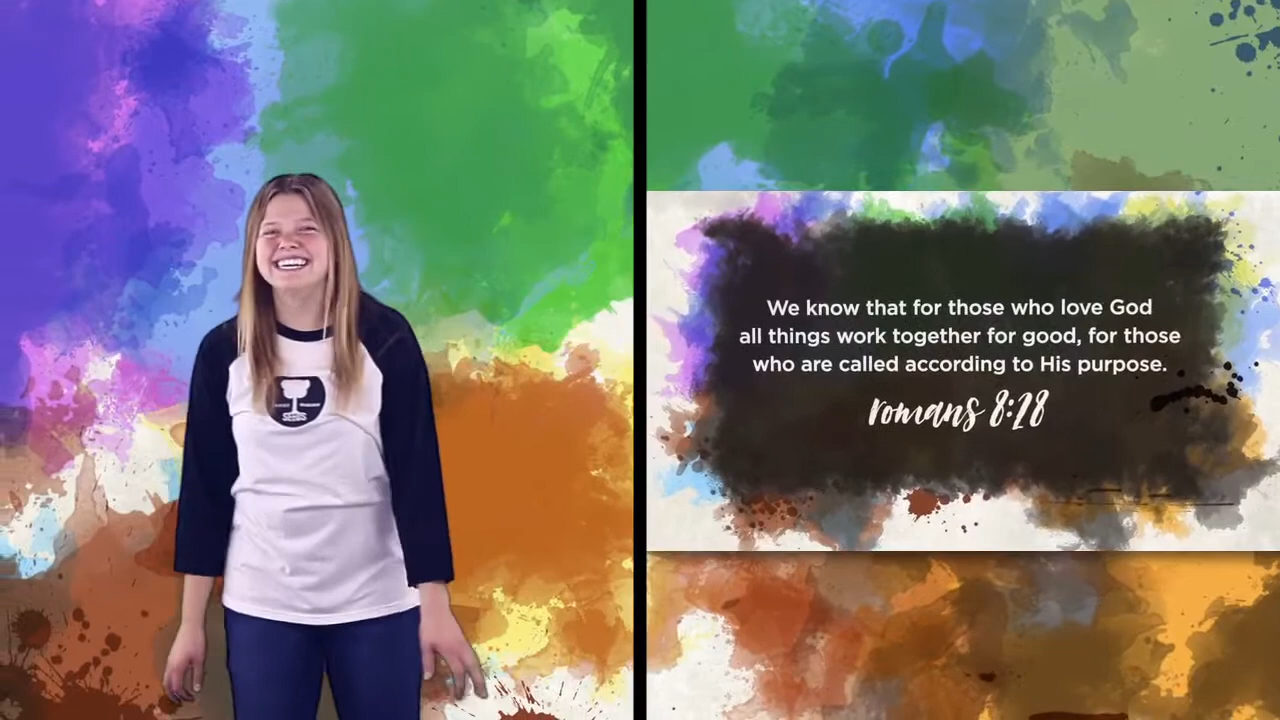 SEEDS
We know that for those who love God
all things work together for good, for those
who are called according to His purpose.
romans 8:28